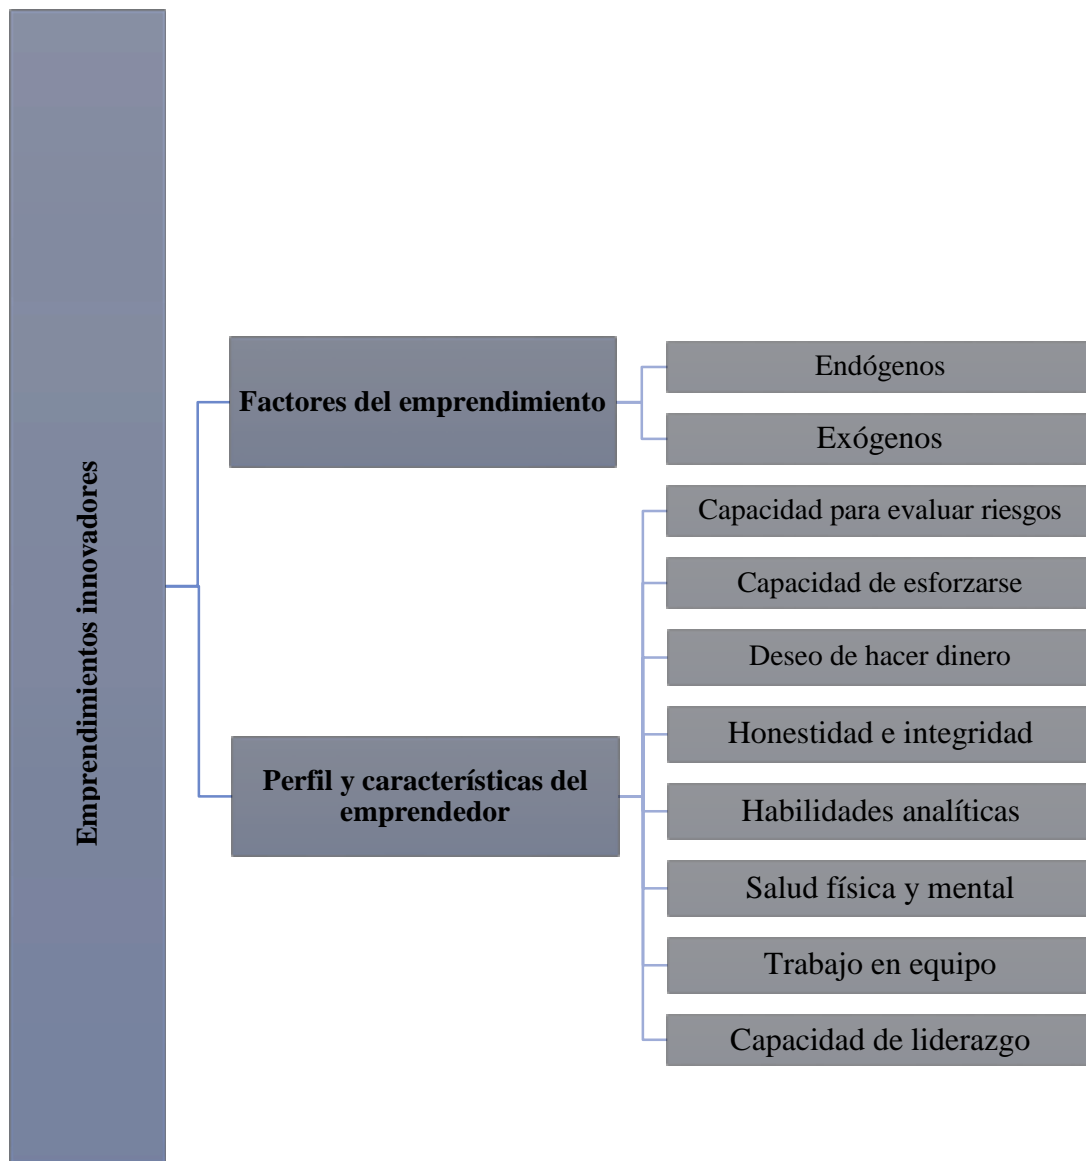 Emprendimientos innovadores
Factores del emprendimiento
Endógenos
Exógenos
Perfil y característícas del
emprendedor
Capacidad para evaluar riesgos
Capacidad de esforzarse
Deseo de hacer dinero
Honestidad e integridad
Habilidades analíticas
Salud física y mental
Trabajo en equipo
Capacidad de liderazgo